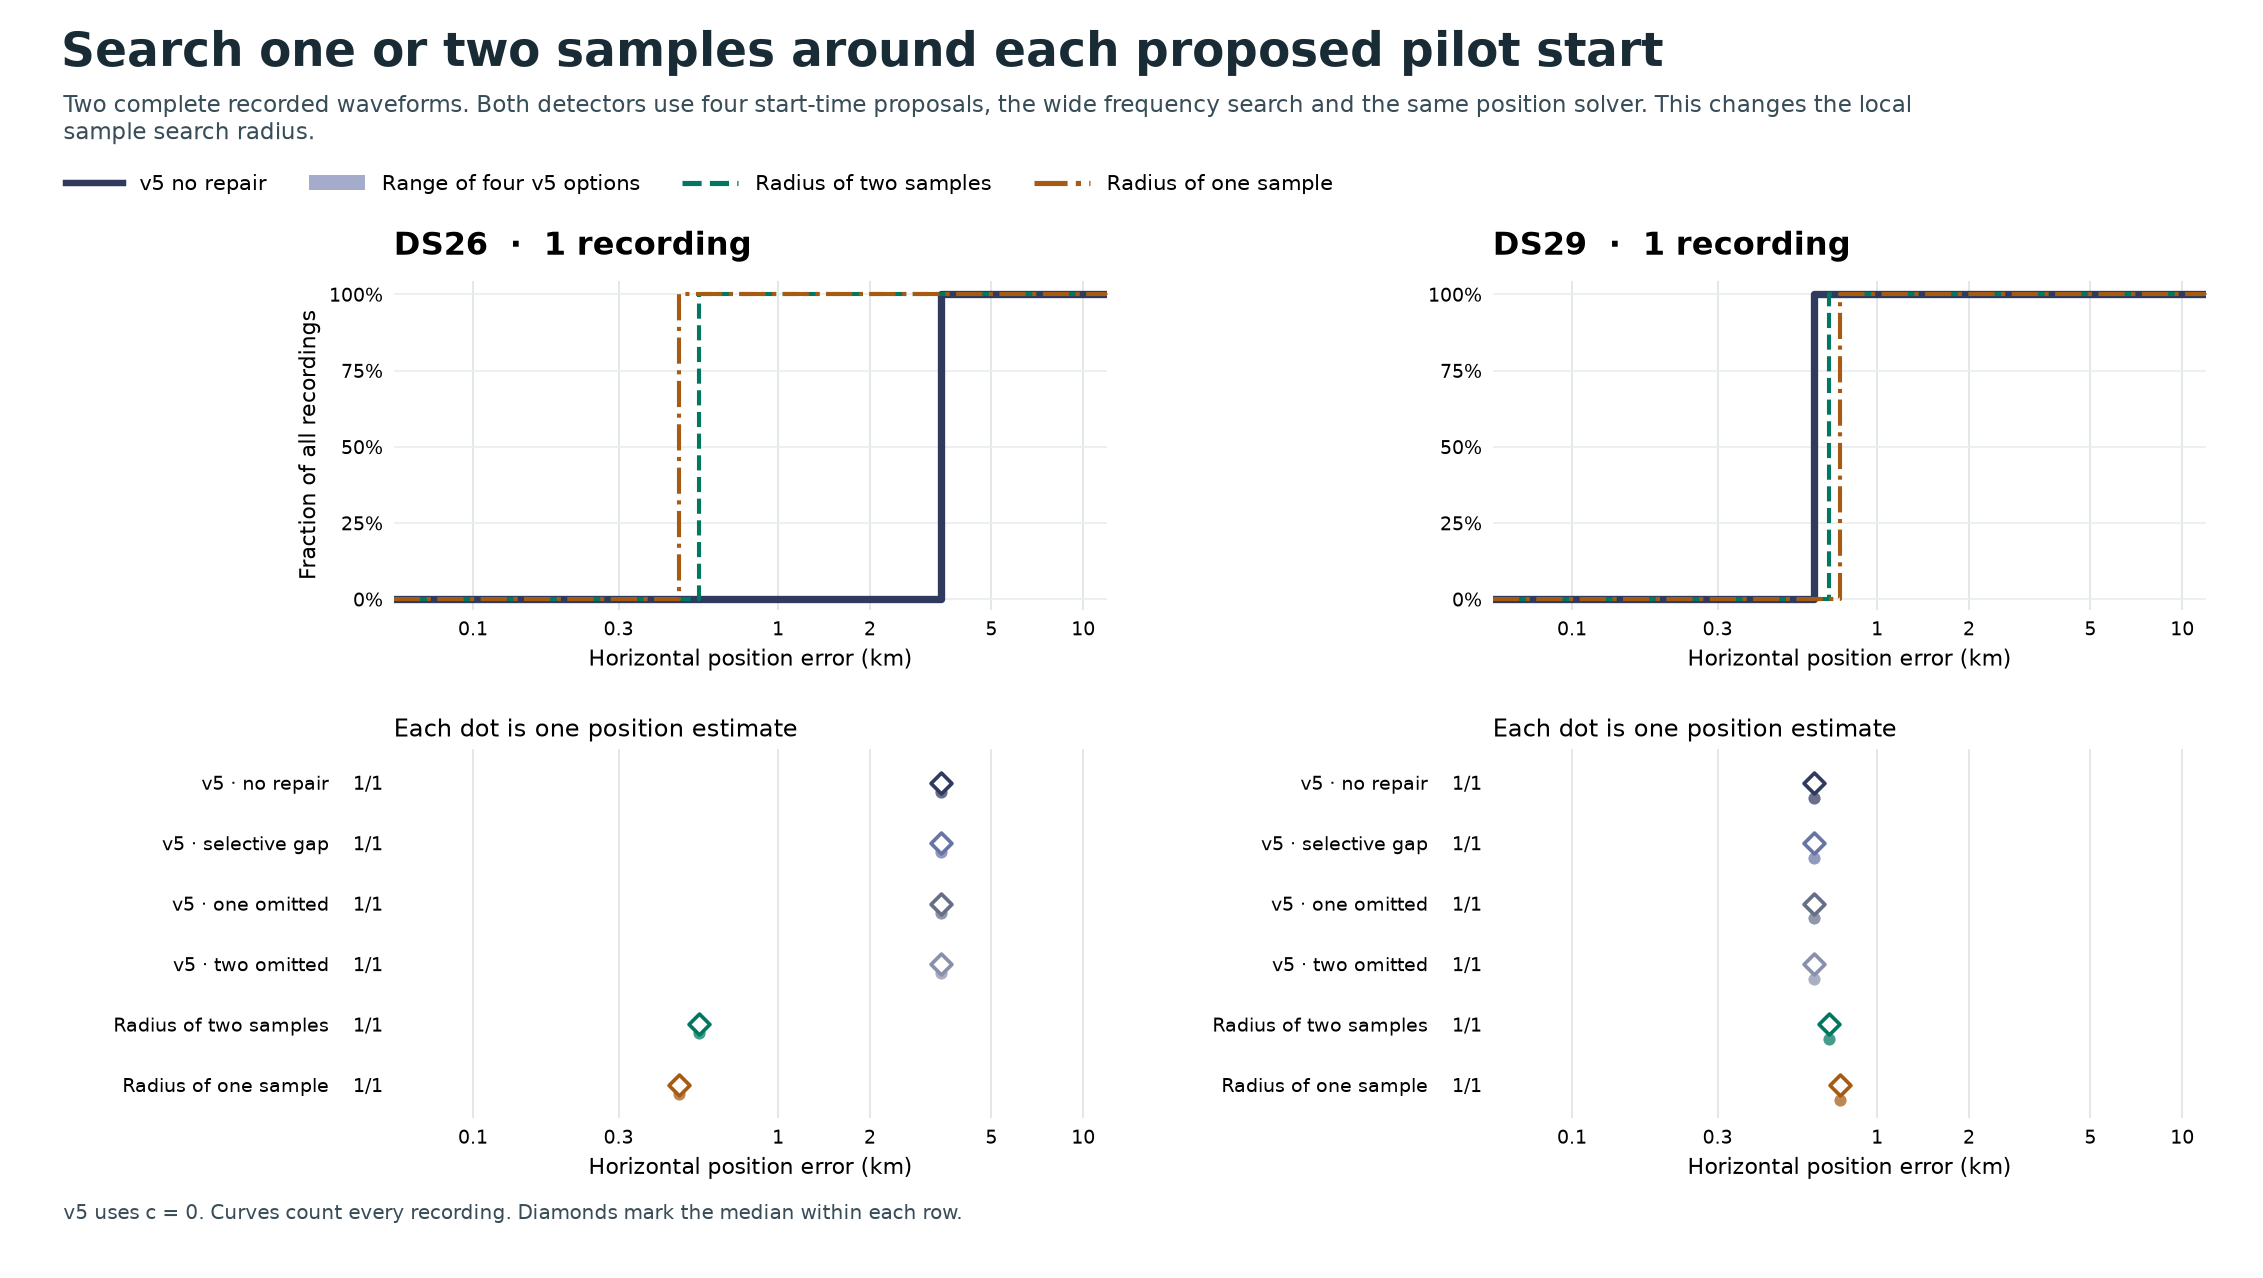 Search one or two samples around each proposed pilot start
Two complete recorded waveforms. Both detectors use four start-time proposals, the wide frequency search and the same position solver. This changes the local
sample search radius.
v5 no repair
Range of four v5 options
Radius of two samples
Radius of one sample
DS26 · 1 recording
Fraction of all recordings
100%
75%
50%
25%
0%
0.1 0.3 1 2 5 10
Horizontal position error (km)
DS29 · 1 recording
100%
75%
50%
25%
0%
0.1 0.3 1 2 5 10
Horizontal position error (km)
Each dot is one position estimate
v5 · no repair 1/1
v5 · selective gap 1/1
v5 · one omitted 1/1
v5 · two omitted 1/1
Radius of two samples 1/1
Radius of one sample 1/1
0.1 0.3 1 2 5 10
Horizontal position error (km)
Each dot is one position estimate
v5 · no repair 1/1
v5 · selective gap 1/1
v5 · one omitted 1/1
v5 · two omitted 1/1
Radius of two samples 1/1
Radius of one sample 1/1
0.1 0.3 1 2 5 10
Horizontal position error (km)
v5 uses c = 0. Curves count every recording. Diamonds mark the median within each row.